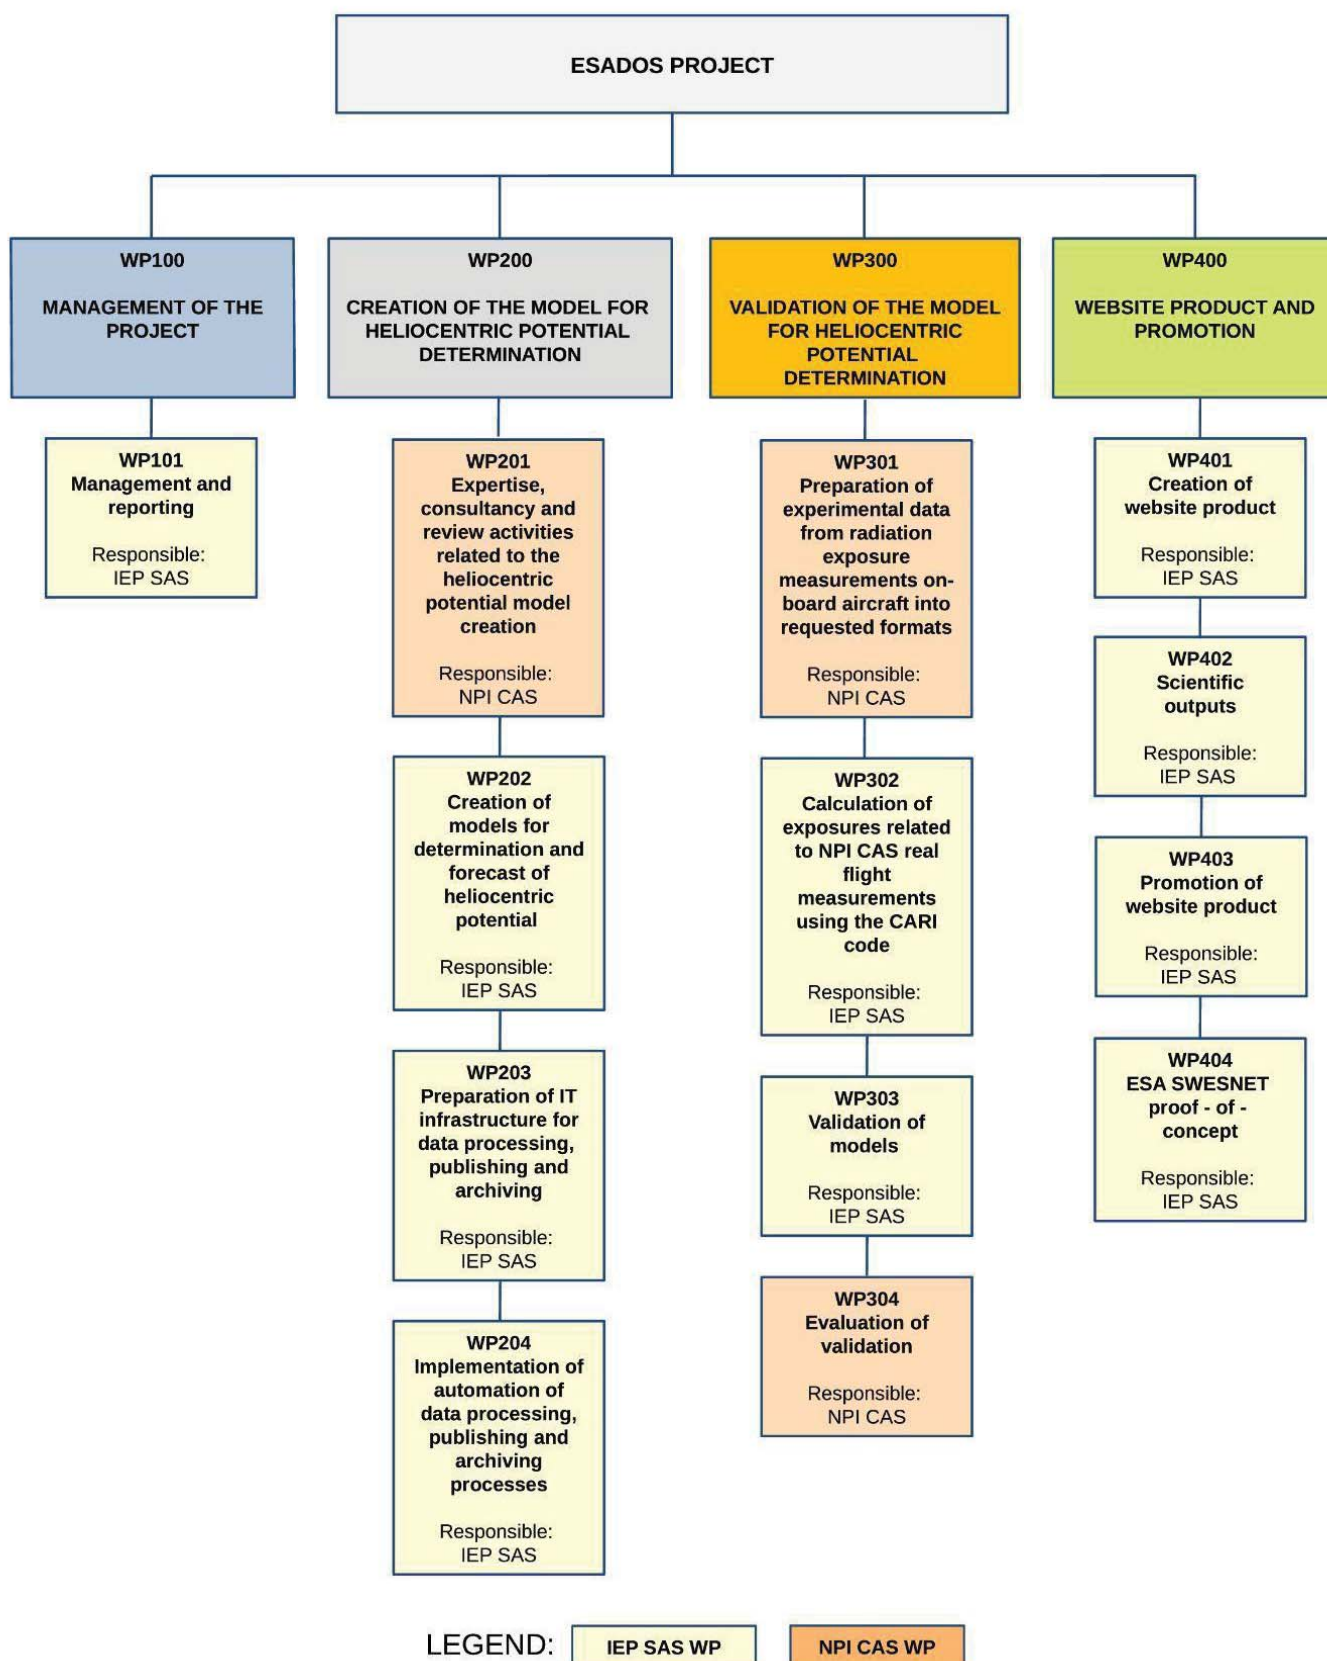 ESADOS PROJECT
WP100
MANAGEMENT OF THE
PROJECT
WP200
CREATION OF THE MODEL FOR
HELIOCENTRIC POTENTIAL
DETERMINATION
WP300
VALIDATION OF THE MODEL
FOR HELIOCENTRIC
POTENTIAL
DETERMINATION
WP400
WEBSITE PRODUCT AND
PROMOTION
WP101
Management and
reporting
Responsible:
IEP SAS
WP201
Expertise,
consultancy and
review activities
related to the
heliocentric
potential model
creation
Responsible:
NPI CAS
WP202
Creation of
models for
determination and
forecast of
heliocentric
potential
Responsible:
IEP SAS
WP203
Preparation of IT
infrastructure for
data processing,
publishing and
archiving
Responsible:
IEP SAS
WP204
Implementation of
automation of
data processing,
publishing and
archiving
processes
Responsible:
IEP SAS
WP301
Preparation of
experimental data
from radiation
exposure
measurements on-
board aircraft into
requested formats
Responsible:
NPI CAS
WP302
Calculation of
exposures related
to NPI CAS real
flight
measurements
using the CARI
code
Responsible:
IEP SAS
WP303
Validation of
models
Responsible:
IEP SAS
WP304
Evaluation of
validation
Responsible:
NPI CAS
WP401
Creation of
website product
Responsible:
IEP SAS
WP402
Scientific
outputs
Responsible:
IEP SAS
WP403
Promotion of
website product
Responsible:
IEP SAS
WP404
ESA SWESNET
proof - of -
concept
Responsible:
IEP SAS
LEGEND:
IEP SAS WP
NPI CAS WP